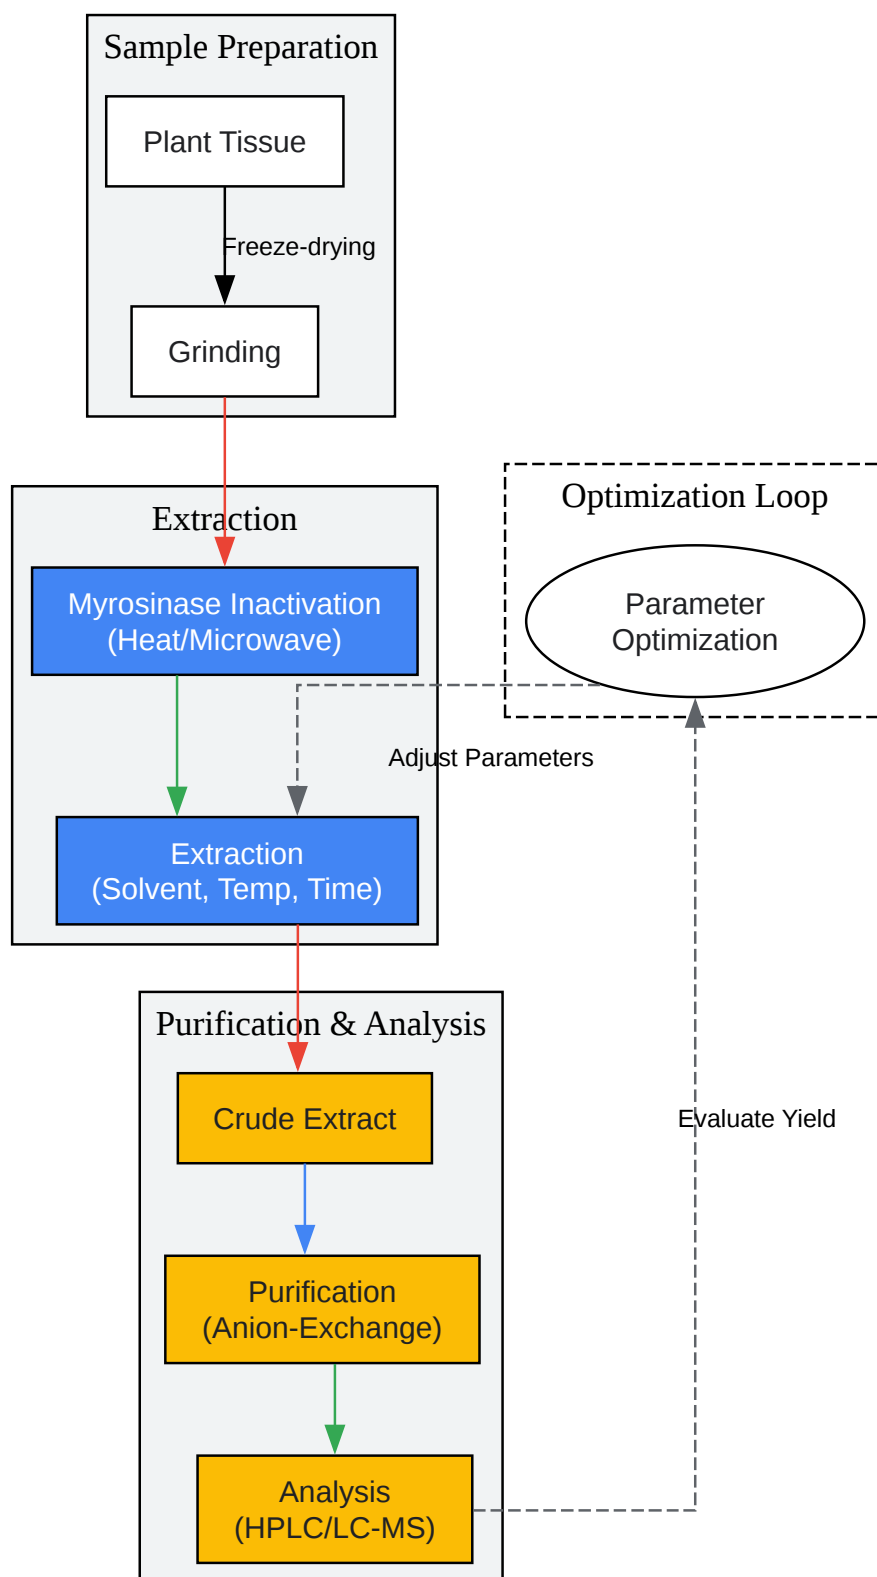 Sample Preparation
Plant Tissue
Freeze-drying
Grinding
Extraction
Myrosinase Inactivation
(Heat/Microwave)
Optimization Loop
Parameter
Optimization
Adjust Parameters
Extraction
(Solvent, Temp, Time)
Purification & Analysis
Crude Extract
Evaluate Yield
Purification
(Anion-Exchange)
Analysis
(HPLC/LC-MS)